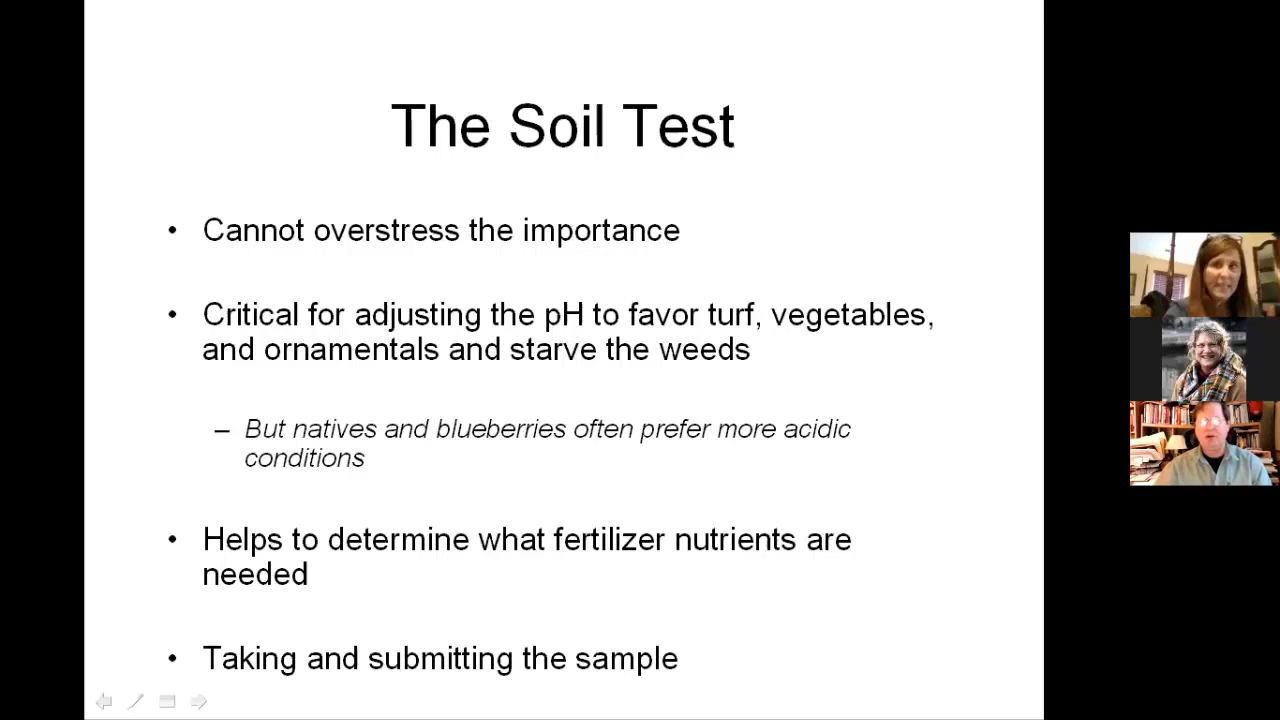 The Soil Test
• Cannot overstress the importance
• Critical for adjusting the pH to favor turf, vegetables,
and ornamentals and starve the weeds
– But natives and blueberries often prefer more acidic
conditions
• Helps to determine what fertilizer nutrients are
needed
• Taking and submitting the sample